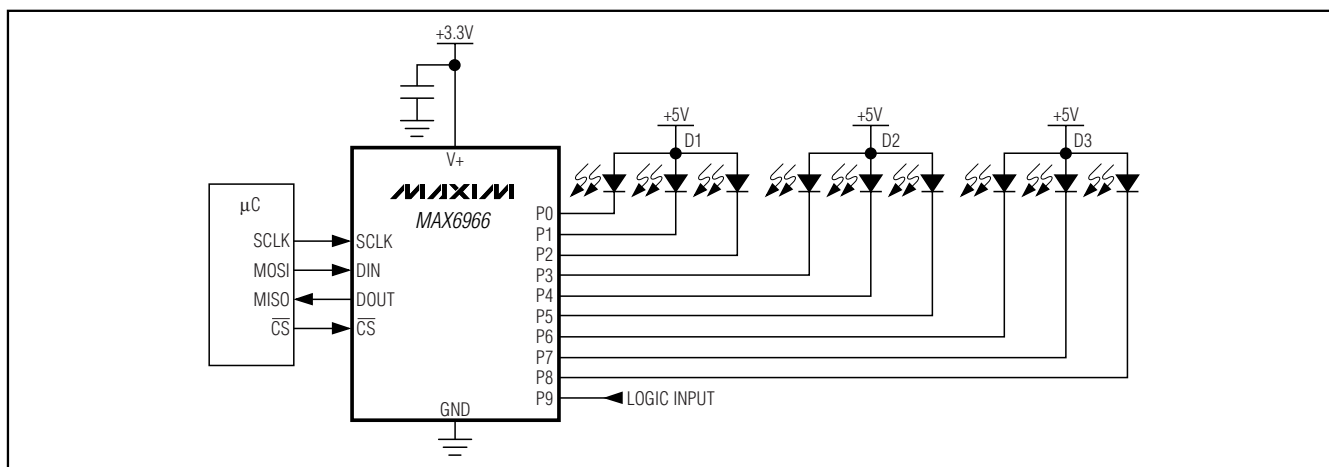 +3.3V
+5V
+5V
+5V
D1
D2
D3
V+
MAXIM
MAX6966
μC
SCLK
MOSI
MISO
CS
SCLK
DIN
DOUT
CS
P0
P1
P2
P3
P4
P5
P6
P7
P8
P9
LOGIC INPUT
GND